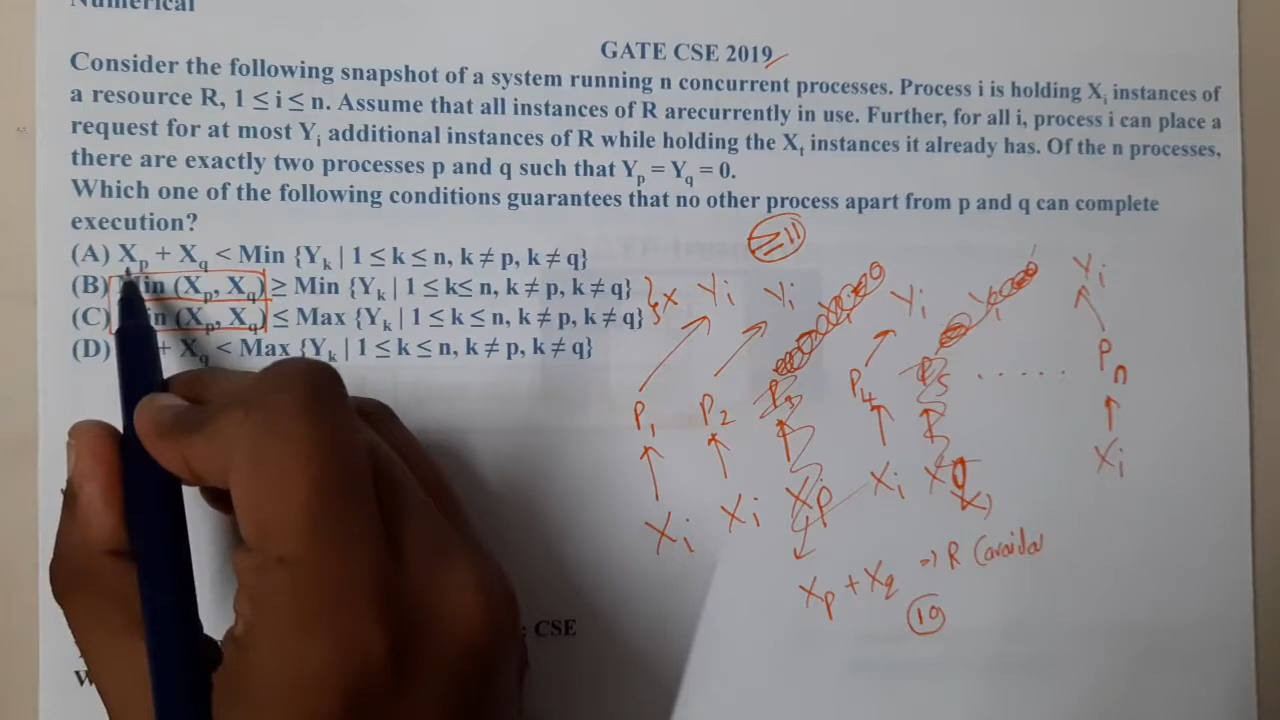 Numerical
GATE CSE 2019
Consider the following snapshot of a system running n concurrent processes. Process i is holding Xi instances of
a resource R, 1 ≤ i ≤ n. Assume that all instances of R arecurrently in use. Further, for all i, process i can place a
request for at most Yi additional instances of R while holding the Xt instances it already has. Of the n processes,
there are exactly two processes p and q such that Yp = Yq = 0.
Which one of the following conditions guarantees that no other process apart from p and q can complete
execution?
≥ 11
(A) Xp + Xq < Min {Yk | 1 ≤ k ≤ n, k ≠ p, k ≠ q}
(B) Min (Xp, Xq) ≥ Min {Yk | 1 ≤ k≤ n, k ≠ p, k ≠ q} } x
(C) in (Xp, Xq) ≤ Max {Yk | 1 ≤ k ≤ n, k ≠ p, k ≠ q}
(D) + Xq < Max {Yk | 1 ≤ k ≤ n, k ≠ p, k ≠ q}
Yi Yi Yi Yi Yi
P1 P2 P3 P4 P5 ...... Pn
Xi Xi Xp Xi Xq Xi
Xp + Xq => R
10
CSE
W